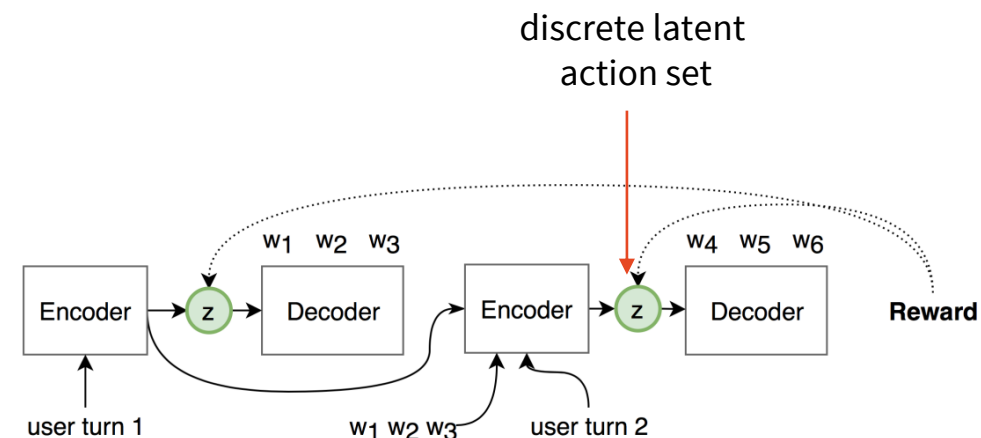 discrete latent
action set
w1 w2 w3
w4 w5 w6
Encoder
z
Decoder
Encoder
z
Decoder
Reward
user turn 1
w1 w2 w3
user turn 2